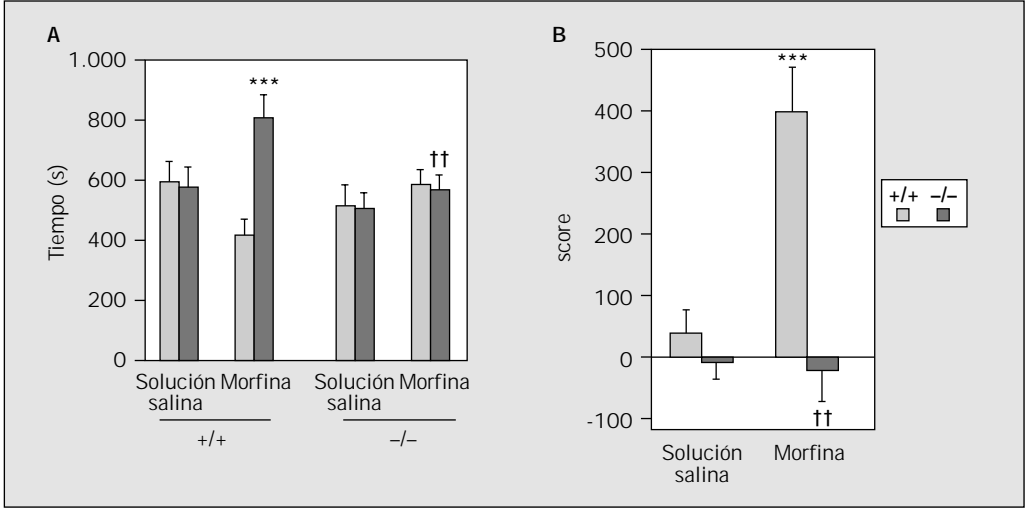 A
1.000
800
600
400
200
0
Tiempo (s)
***
††
Solución Morfina
salina
Solución Morfina
salina
+/+
–/–
B
500
400
300
200
100
0
-100
score
***
††
Solución
salina
Morfina
+/+ –/–